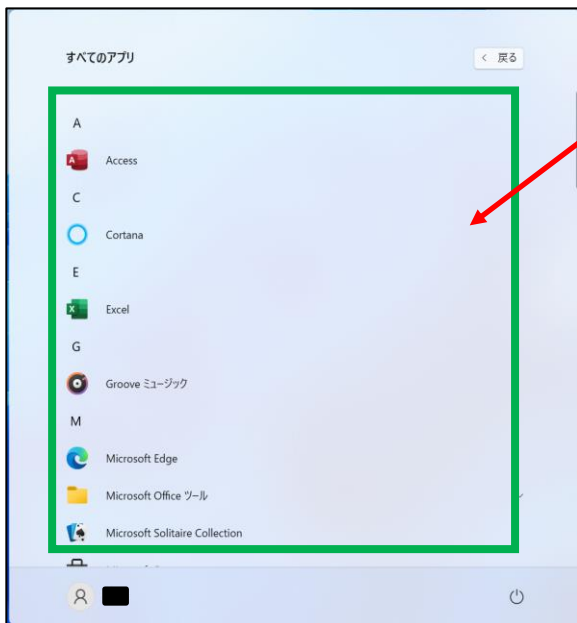 すべてのアプリ
< 戻る
A
Access
C
Cortana
E
Excel
G
Groove ミュージック
M
Microsoft Edge
Microsoft Office ツール
Microsoft Solitaire Collection